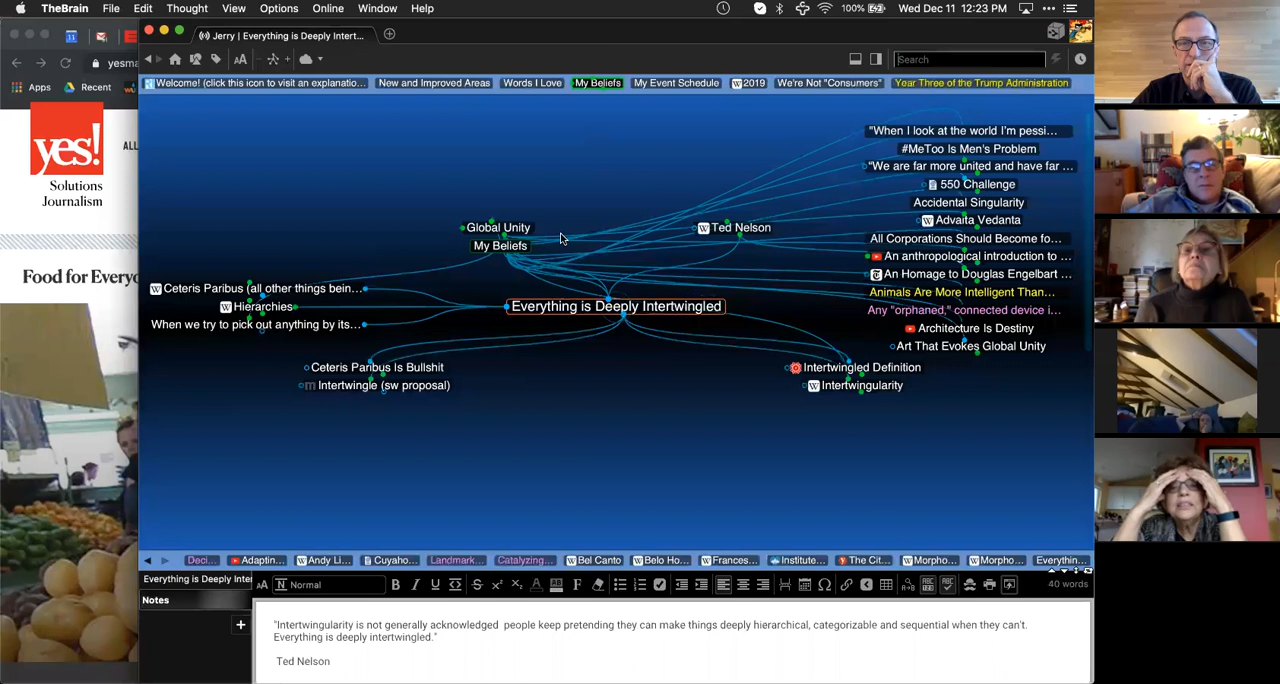 TheBrain File Edit Thought View Options Online Window Help 100% Wed Dec 11 12:23 PM
Jerry | Everything is Deeply Intert...
yesma
Search
Apps Recent
Welcome! (click this icon to visit an explanatio... New and Improved Areas Words I Love My Beliefs My Event Schedule 2019 We're Not "Consumers" Year Three of the Trump Administration
yes!
ALL
Solutions
Journalism
Food for Everyo
"When I look at the world I'm pessi...
#MeToo Is Men's Problem
"We are far more united and have far ...
550 Challenge
Accidental Singularity
Advaita Vedanta
All Corporations Should Become fo...
An anthropological introduction to ...
An Homage to Douglas Engelbart ...
Animals Are More Intelligent Than...
Any "orphaned," connected device i...
Architecture Is Destiny
Art That Evokes Global Unity
Global Unity
My Beliefs
Ted Nelson
Ceteris Paribus (all other things bein...
Hierarchies
When we try to pick out anything by its...
Everything is Deeply Intertwingled
Ceteris Paribus Is Bullshit
Intertwingle (sw proposal)
Intertwingled Definition
Intertwingularity
Deci... Adaptin... Andy Li... Cuyaho... Landmark... Catalyzing... Bel Canto Belo Ho... Frances... Institute... The Cit... Morpho... Morpho... Everythin...
Everything is Deeply Inter
Normal
40 words
Notes
"Intertwingularity is not generally acknowledged people keep pretending they can make things deeply hierarchical, categorizable and sequential when they can't.
Everything is deeply intertwingled."
Ted Nelson